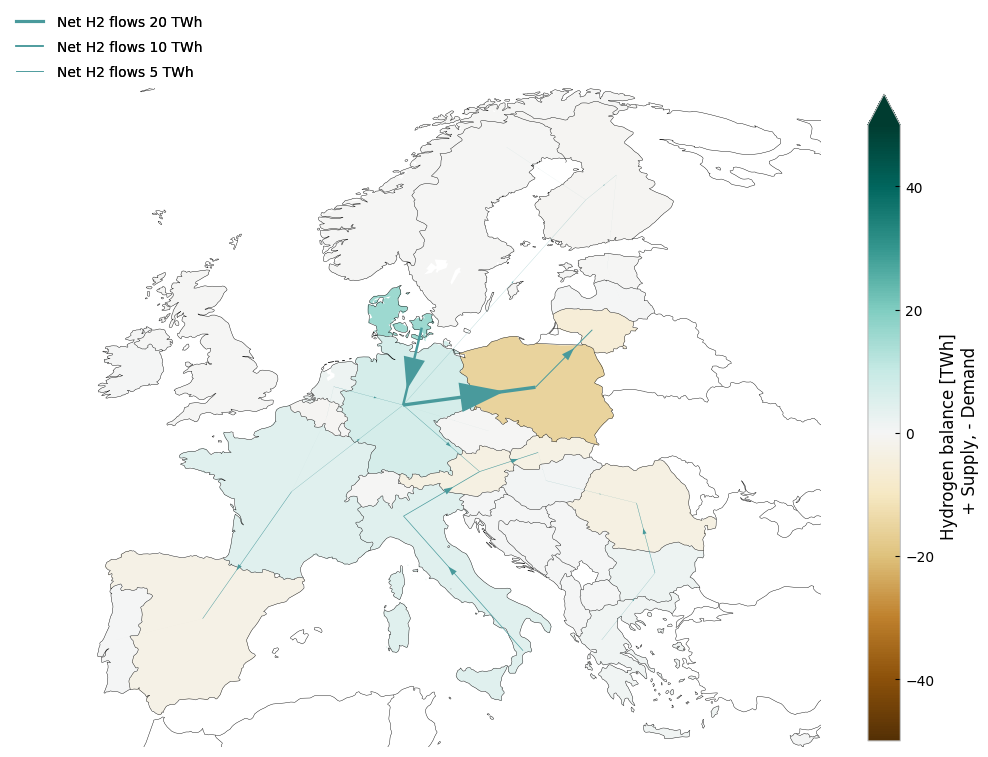 Net H2 flows 20 TWh
Net H2 flows 10 TWh
Net H2 flows 5 TWh
40
20
0
−20
−40
Hydrogen balance [TWh]
+ Supply, - Demand